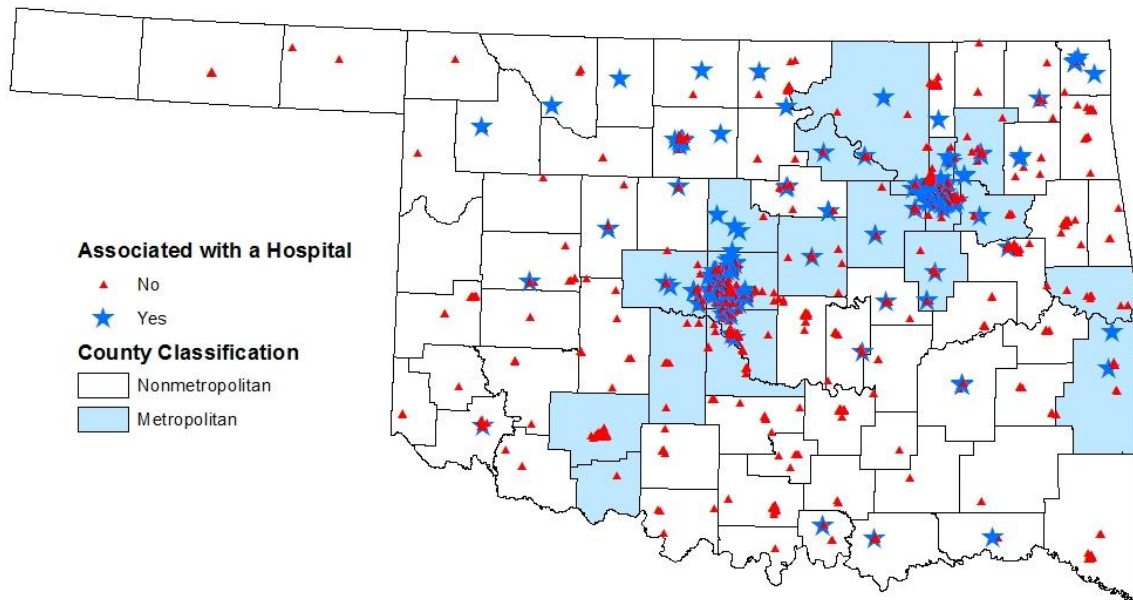 Associated with a Hospital
No
Yes
County Classification
Nonmetropolitan
Metropolitan